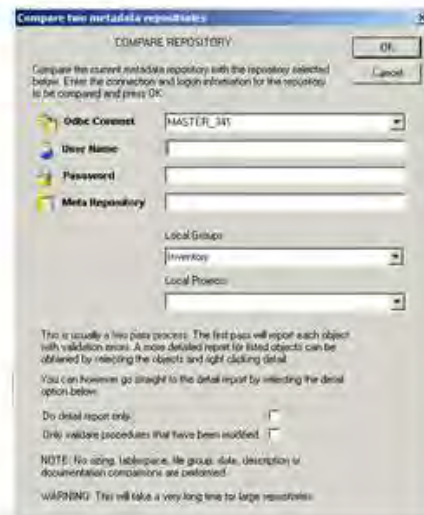 Compare two metadata repositories
COMPARE REPOSITORY
OK
Compare the current metadata repository with the repository selected
Cancel
below. Enter the connection and logon information for the repository
to be compared and press OK
Odbc Connect
MASTER_345
User Name
Password
Meta Repository
Local Groups
Inventory
Local Projects
This is usually a two pass process. The first pass will report each object
with validation errors. A more detailed report for listed objects can be
obtained by selecting the objects and right clicking detail.
You can however go straight to the detail report by selecting the detail
option below.
Do detail report only
Only validate procedures that have been modified
NOTE: No sizing, tablespace, file group, date, description or
documentation comparisons are performed
WARNING: This will take a very long time for large repositories